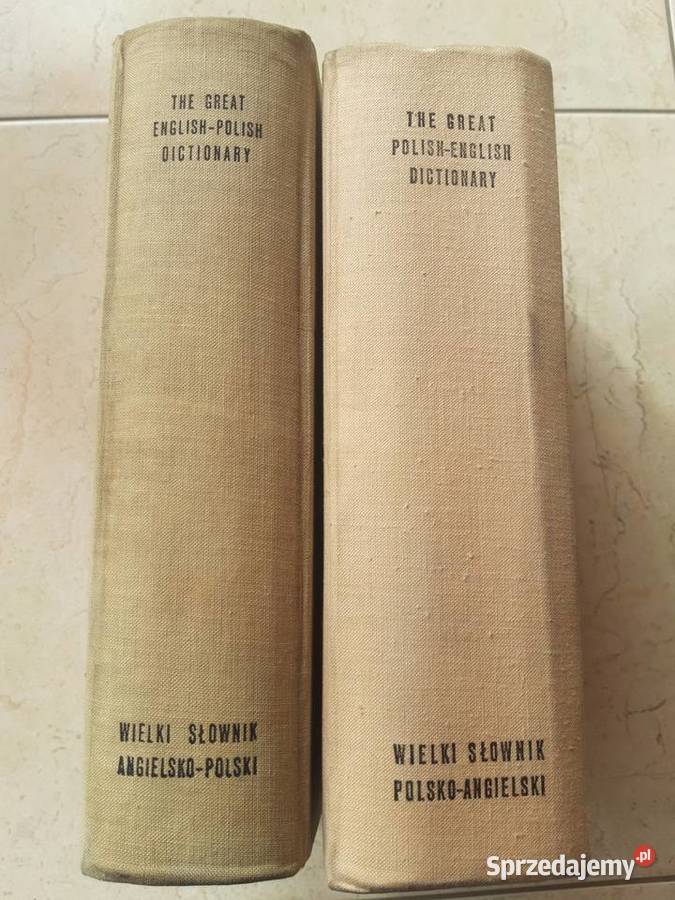 THE GREAT
ENGLISH-POLISH
DICTIONARY
WIELKI SŁOWNIK
ANGIELSKO-POLSKI
THE GREAT
POLISH-ENGLISH
DICTIONARY
WIELKI SŁOWNIK
POLSKO-ANGIELSKI
Sprzedajemy.pl